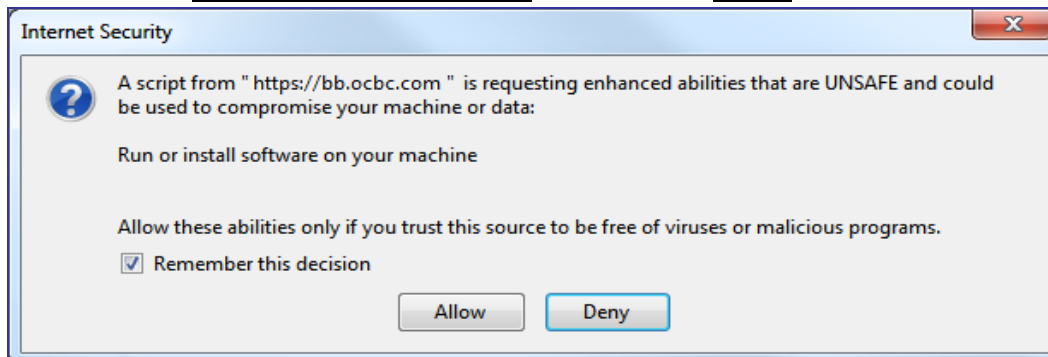 Internet Security
A script from " https://bb.ocbc.com " is requesting enhanced abilities that are UNSAFE and could
be used to compromise your machine or data:
Run or install software on your machine
Allow these abilities only if you trust this source to be free of viruses or malicious programs.
Remember this decision
Allow Deny